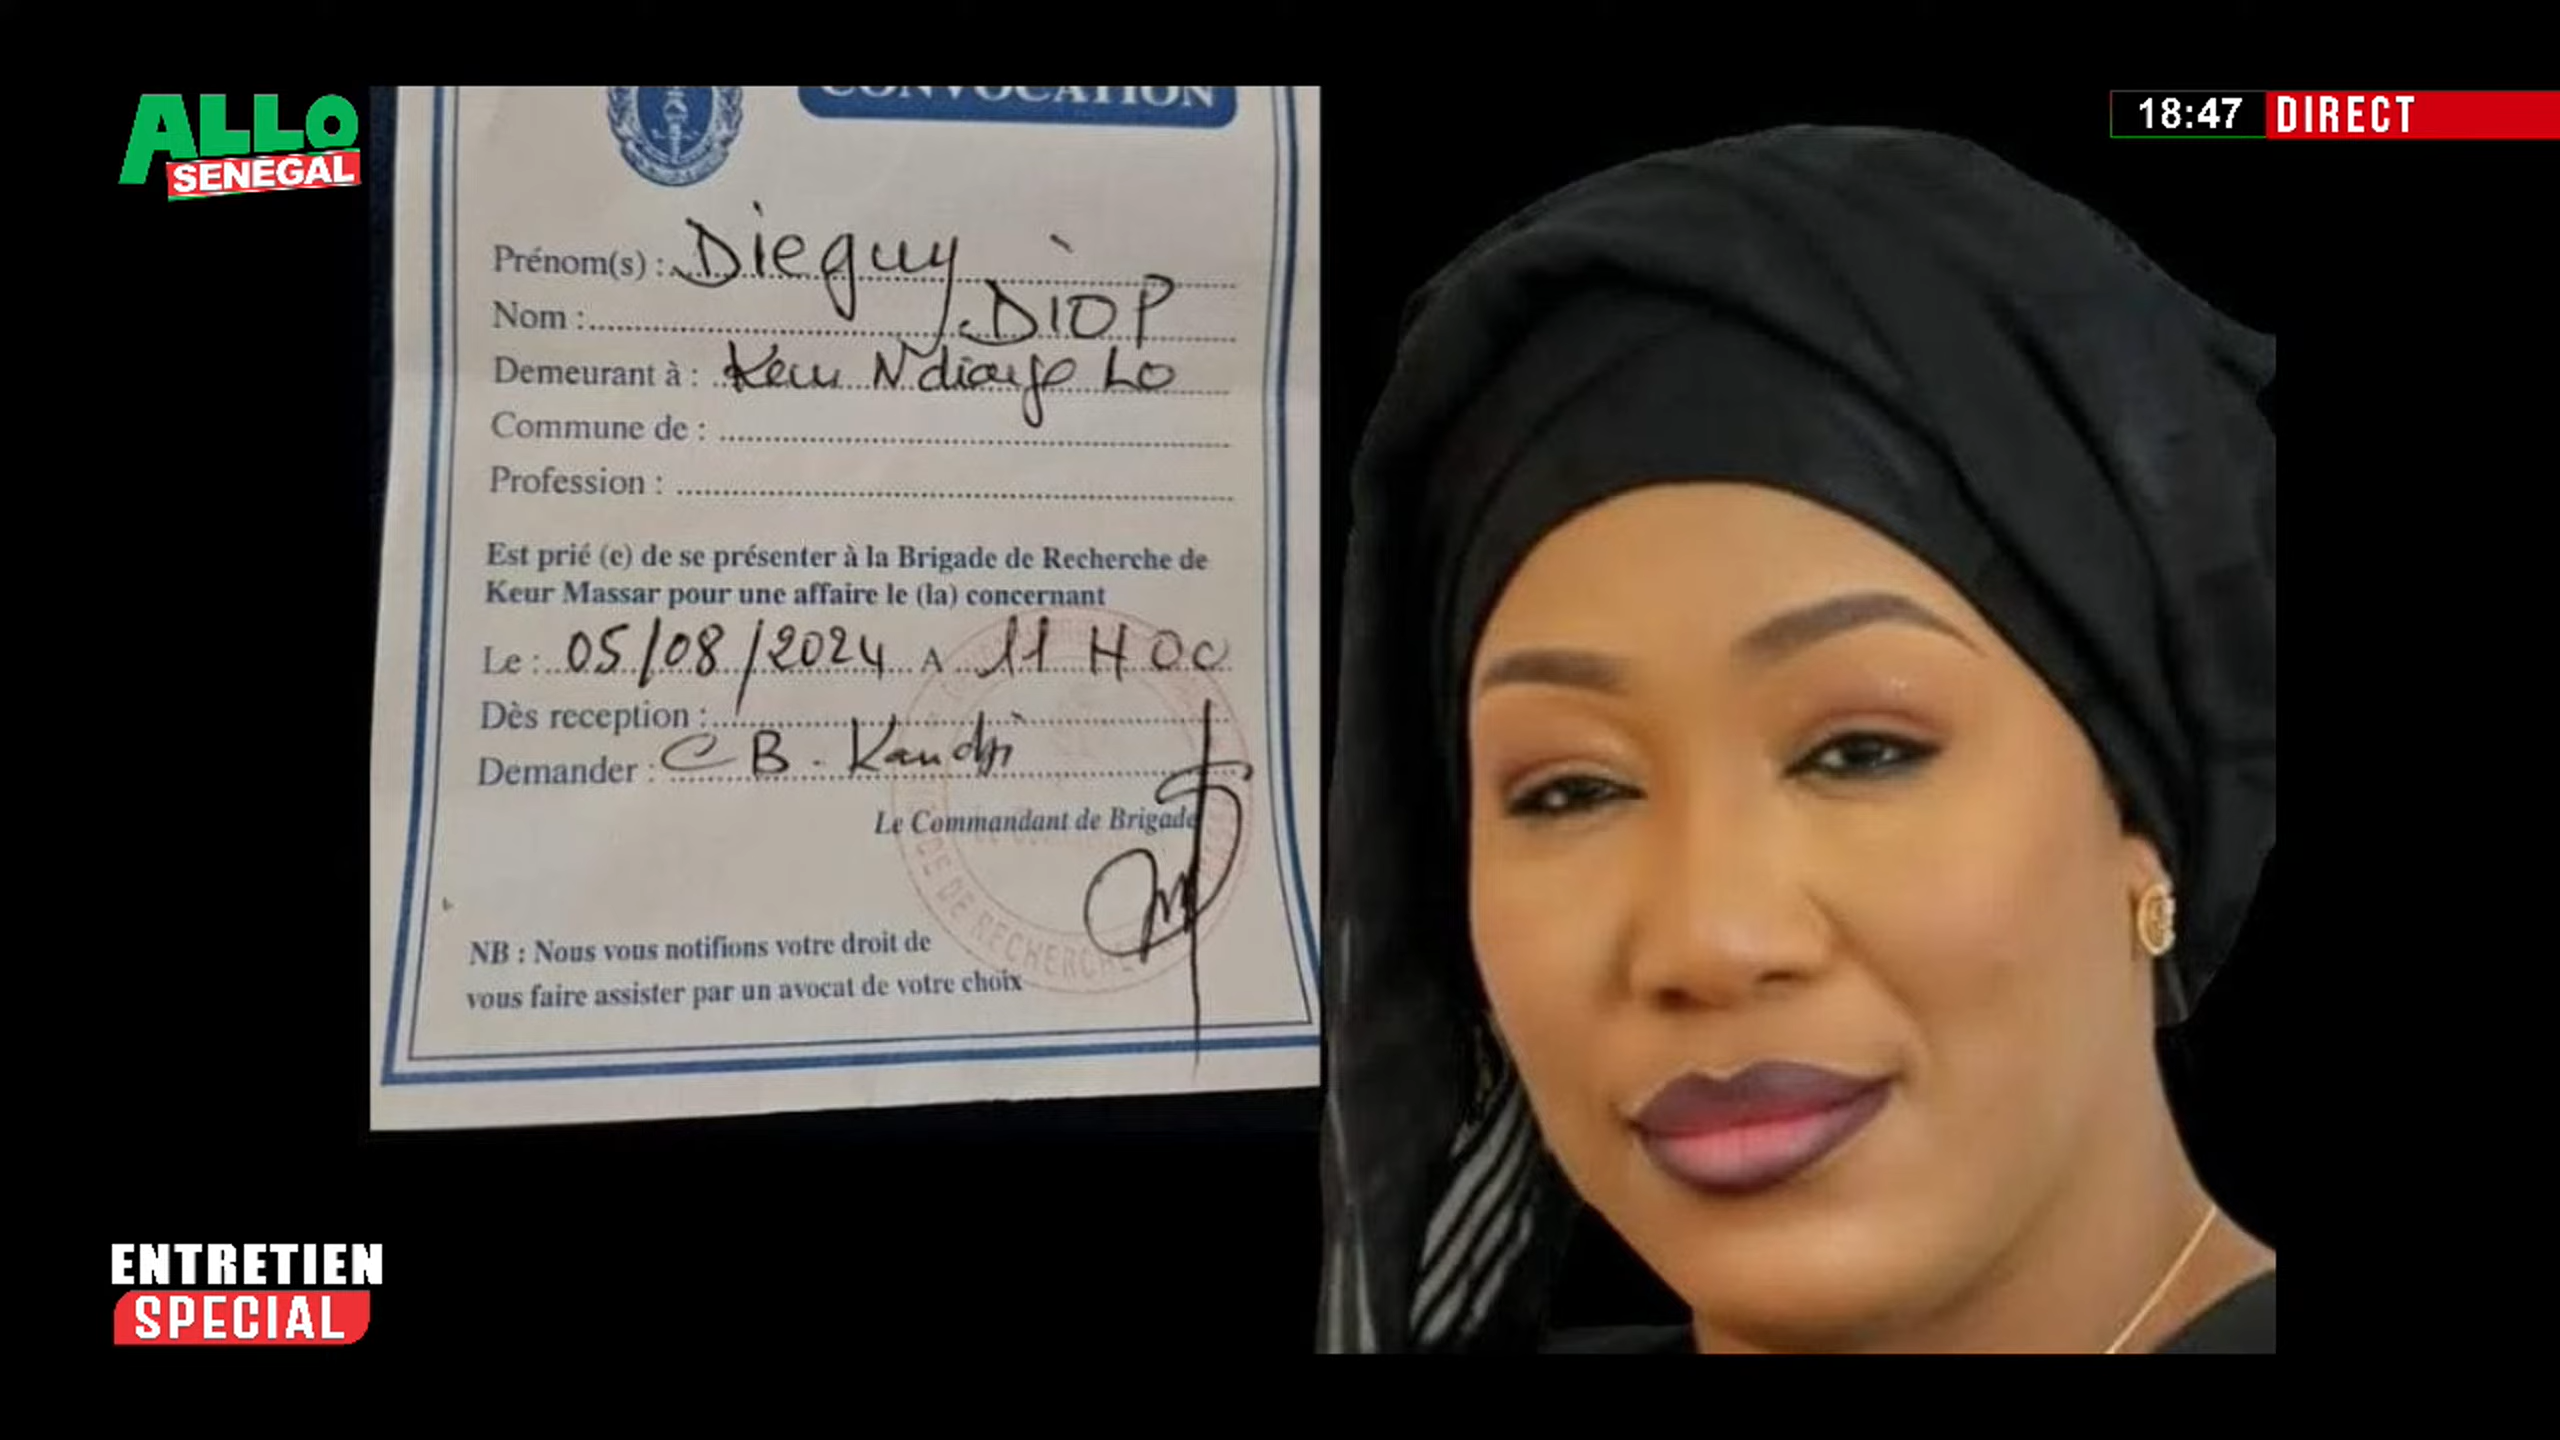 ALLO
SENEGAL
18:47 DIRECT
CONVOCATION
Prénom(s) : Dieguy
Nom : DIOP
Demeurant à : Keur Ndiaye Lo
Commune de :
Profession :
Est prié (e) de se présenter à la Brigade de Recherche de
Keur Massar pour une affaire le (la) concernant
Le : 05/08/2024 A 11 H 00
Dès reception :
Demander : C B.
Le Commandant de Brigade
DE RECHERCHE
NB : Nous vous notifions votre droit de
vous faire assister par un avocat de votre choix
ENTRETIEN
SPECIAL